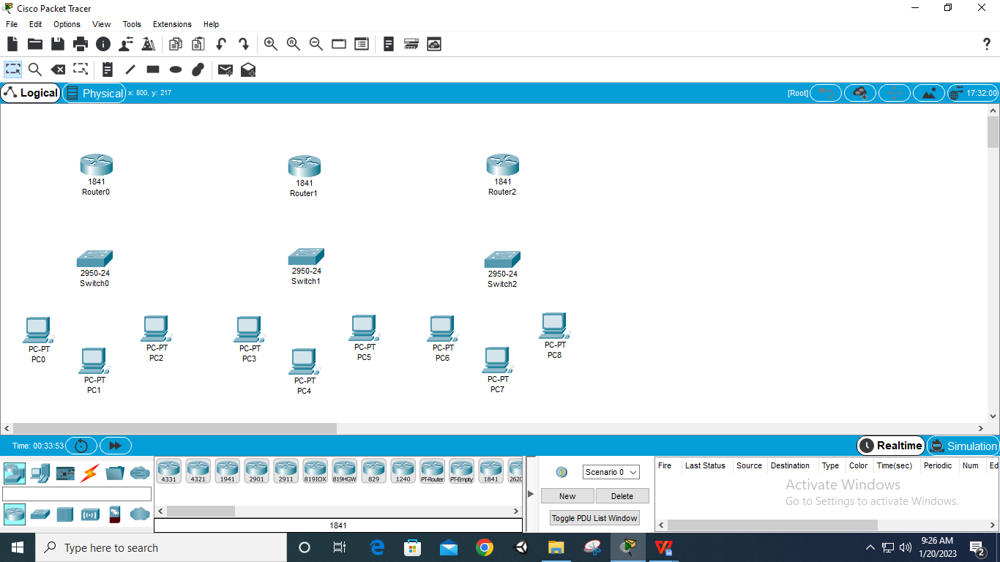 Cisco Packet Tracer
File Edit Options View Tools Extensions Help
Logical Physical x: 800, y: 217 [Root] 17:32:00
1841 1841 1841
Router0 Router1 Router2
2950-24 2950-24 2950-24
Switch0 Switch1 Switch2
PC-PT PC-PT PC-PT PC-PT PC-PT PC-PT
PC0 PC2 PC3 PC5 PC6 PC8
PC-PT PC-PT PC-PT
PC1 PC4 PC7
Time: 00:33:53 Realtime Simulation
4331 4321 1941 2901 2911 819IOX 819HGW 829 1240 PT-Router PT-Empty 1841 2620
1841
Scenario 0
New Delete
Toggle PDU List Window
Fire Last Status Source Destination Type Color Time(sec) Periodic Num Ed
Activate Windows
Go to Settings to activate Windows.
Type here to search
9:26 AM
1/20/2023
2